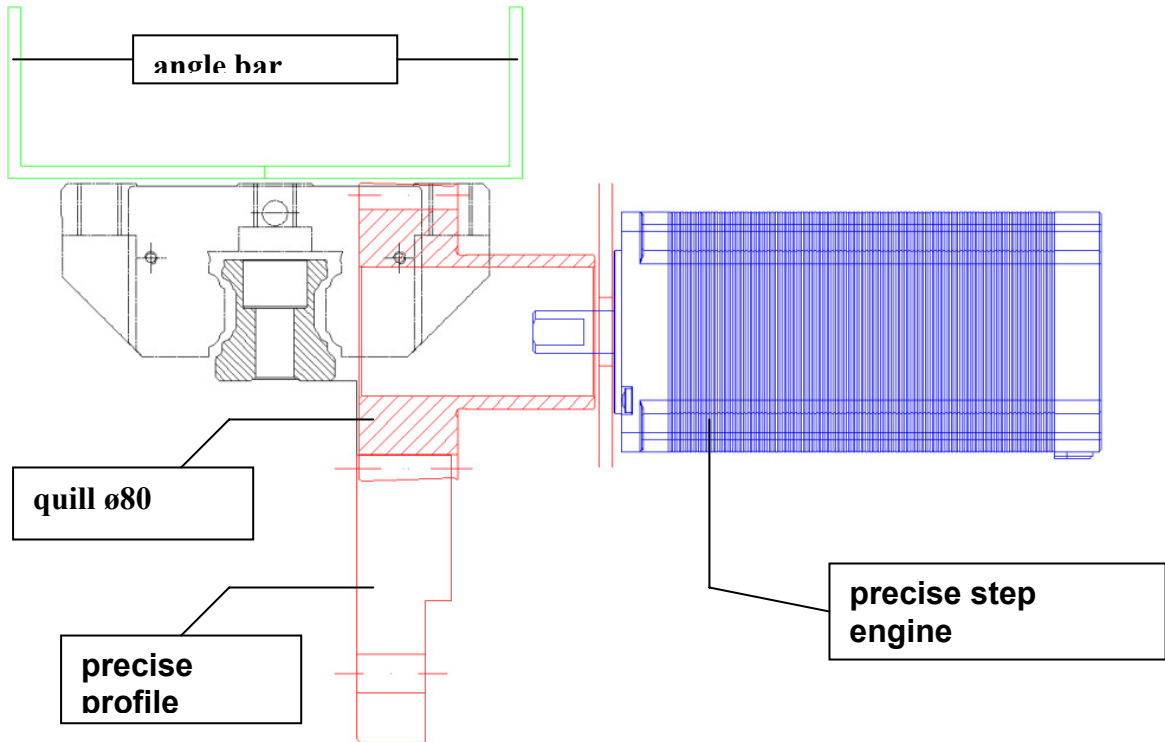 angle bar
quill ø80
precise step
engine
precise
profile